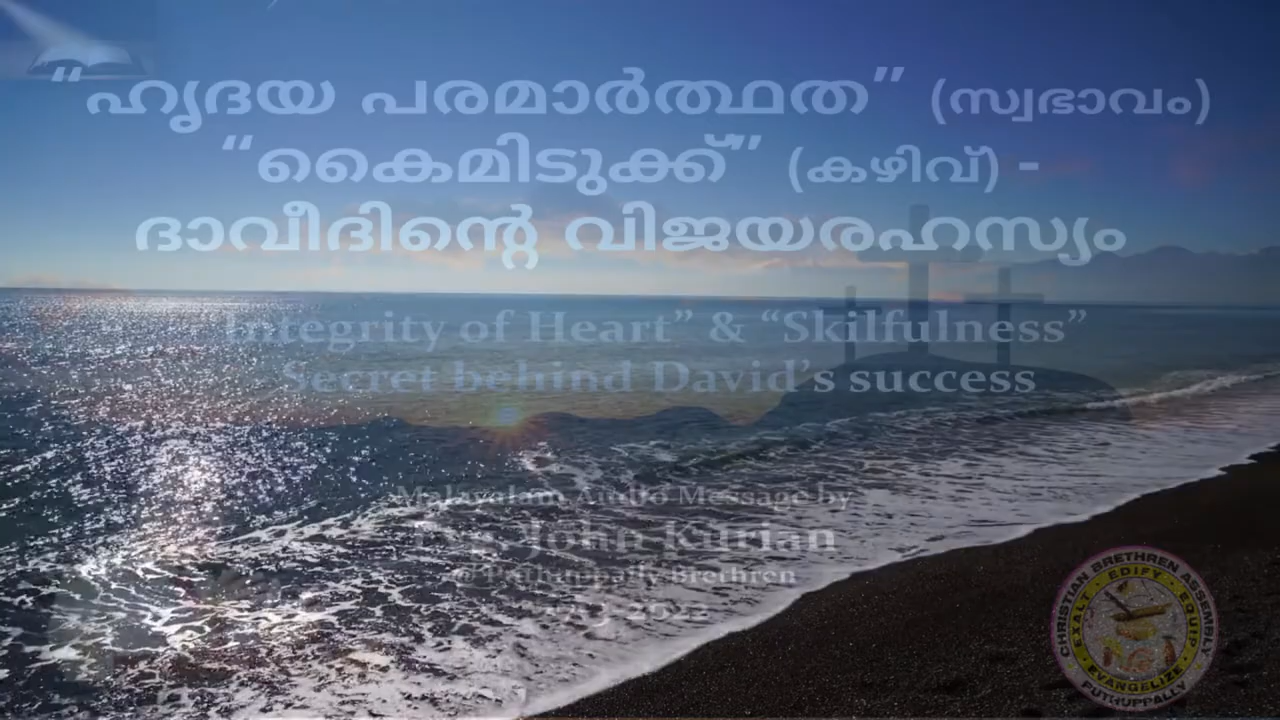 “ഹൃദയ പരമാർത്ഥത” (സ്വഭാവം)
“കൈമിടുക്ക്” (കഴിവ്) -
ദാവീദിന്റെ വിജയരഹസ്യം
Integrity of Heart” & “Skilfulness”
Secret behind David’s success
Malayalam Audio Message by
Evg. John Kurian
@ Puthuppally Brethren
CHRISTIAN BRETHREN ASSEMBLY
EXALT • EDIFY • EQUIP
• EVANGELIZE •
PUTHUPPALLY